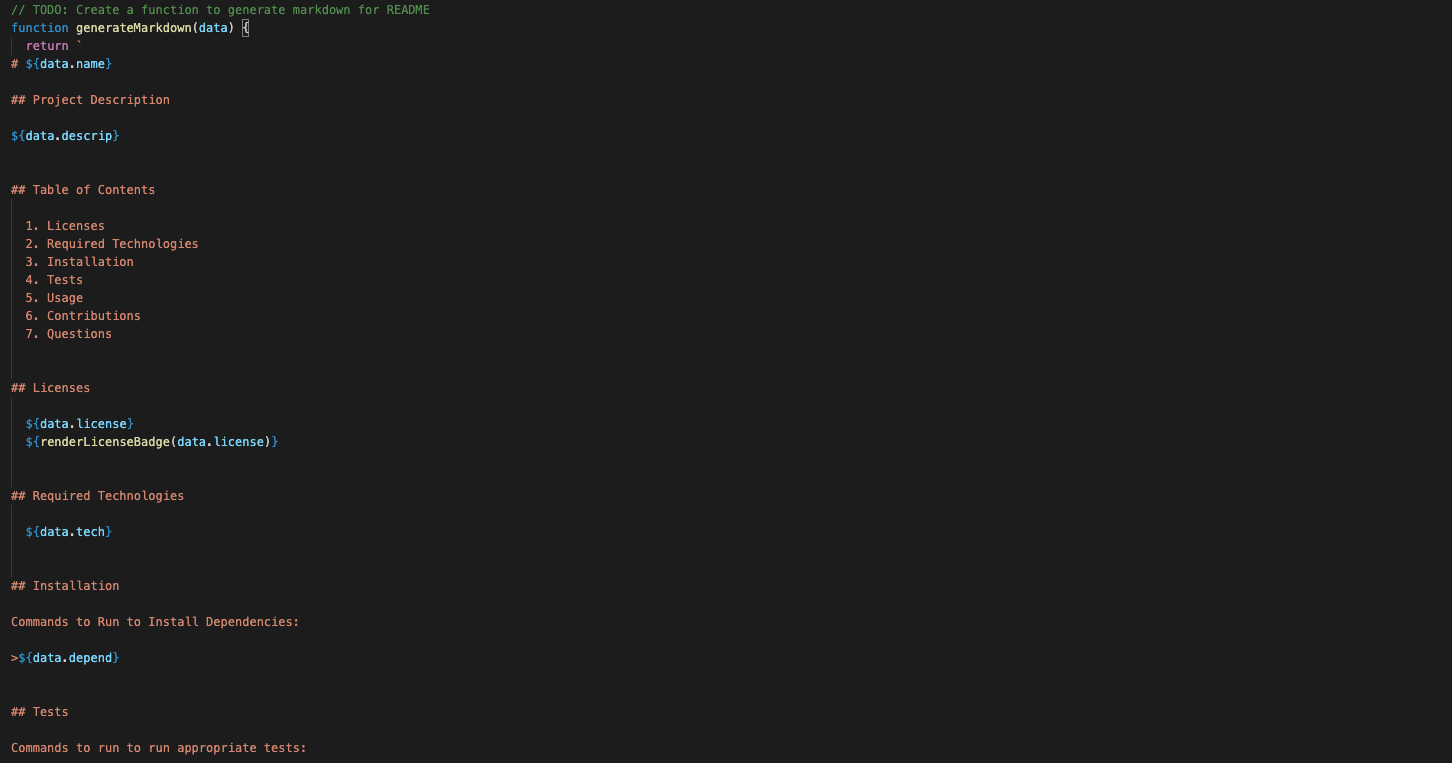 // TODO: Create a function to generate markdown for README
function generateMarkdown(data) {
  return `
# ${data.name}

## Project Description

${data.descrip}


## Table of Contents

  1. Licenses
  2. Required Technologies
  3. Installation
  4. Tests
  5. Usage
  6. Contributions
  7. Questions


## Licenses

  ${data.license}
  ${renderLicenseBadge(data.license)}


## Required Technologies

  ${data.tech}


## Installation

Commands to Run to Install Dependencies:

>${data.depend}


## Tests

Commands to run to run appropriate tests: